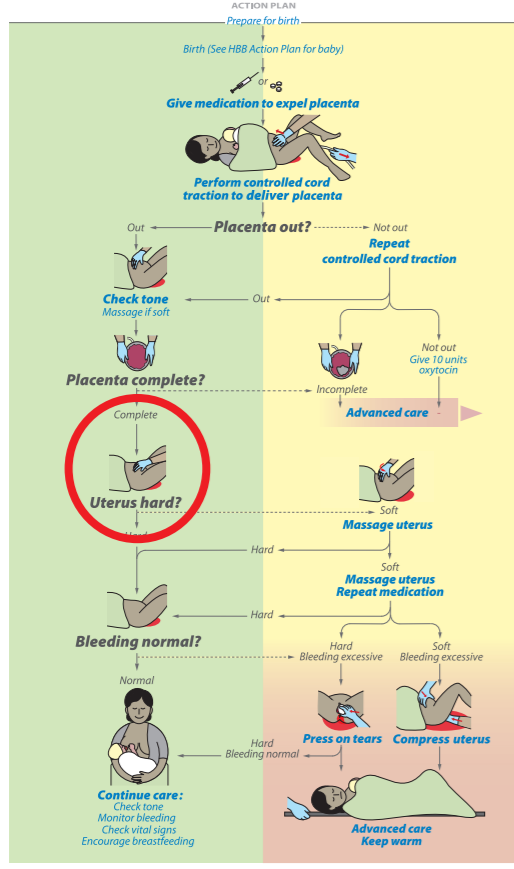 ACTION PLAN
Prepare for birth
Birth (See HBB Action Plan for baby)
or
Give medication to expel placenta
Perform controlled cord
traction to deliver placenta
Out
Placenta out?
Not out
Repeat
controlled cord traction
Check tone
Massage if soft
Out
Not out
Give 10 units
oxytocin
Placenta complete?
Incomplete
Complete
Advanced care
Uterus hard?
Soft
Massage uterus
Hard
Hard
Soft
Massage uterus
Repeat medication
Hard
Bleeding normal?
Hard
Bleeding excessive
Soft
Bleeding excessive
Normal
Press on tears
Compress uterus
Hard
Bleeding normal
Continue care:
Check tone
Monitor bleeding
Check vital signs
Encourage breastfeeding
Advanced care
Keep warm